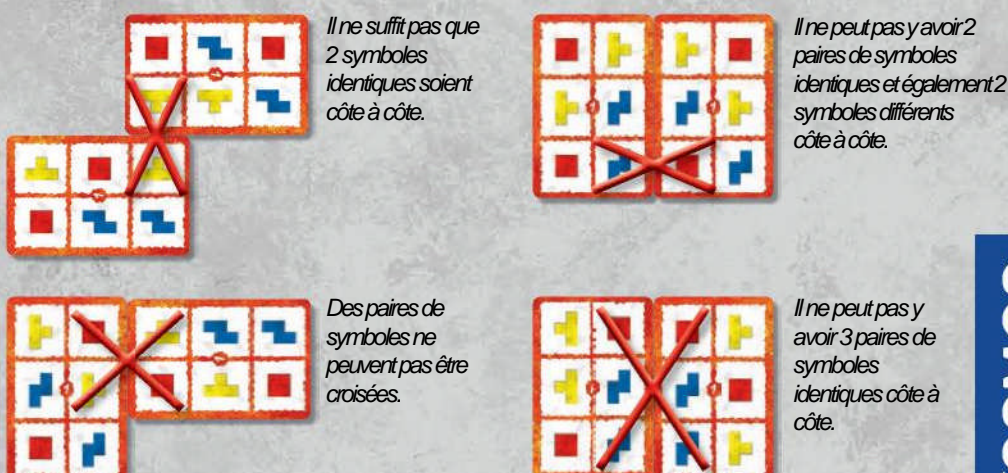 Il ne suffit pas que
2 symboles
identiques soient
côte à côte.
Il ne peut pas y avoir 2
paires de symboles
identiques et également 2
symboles différents
côte à côte.
Des paires de
symboles ne
peuvent pas être
croisées.
Il ne peut pas y
avoir 3 paires de
symboles
identiques côte à
côte.